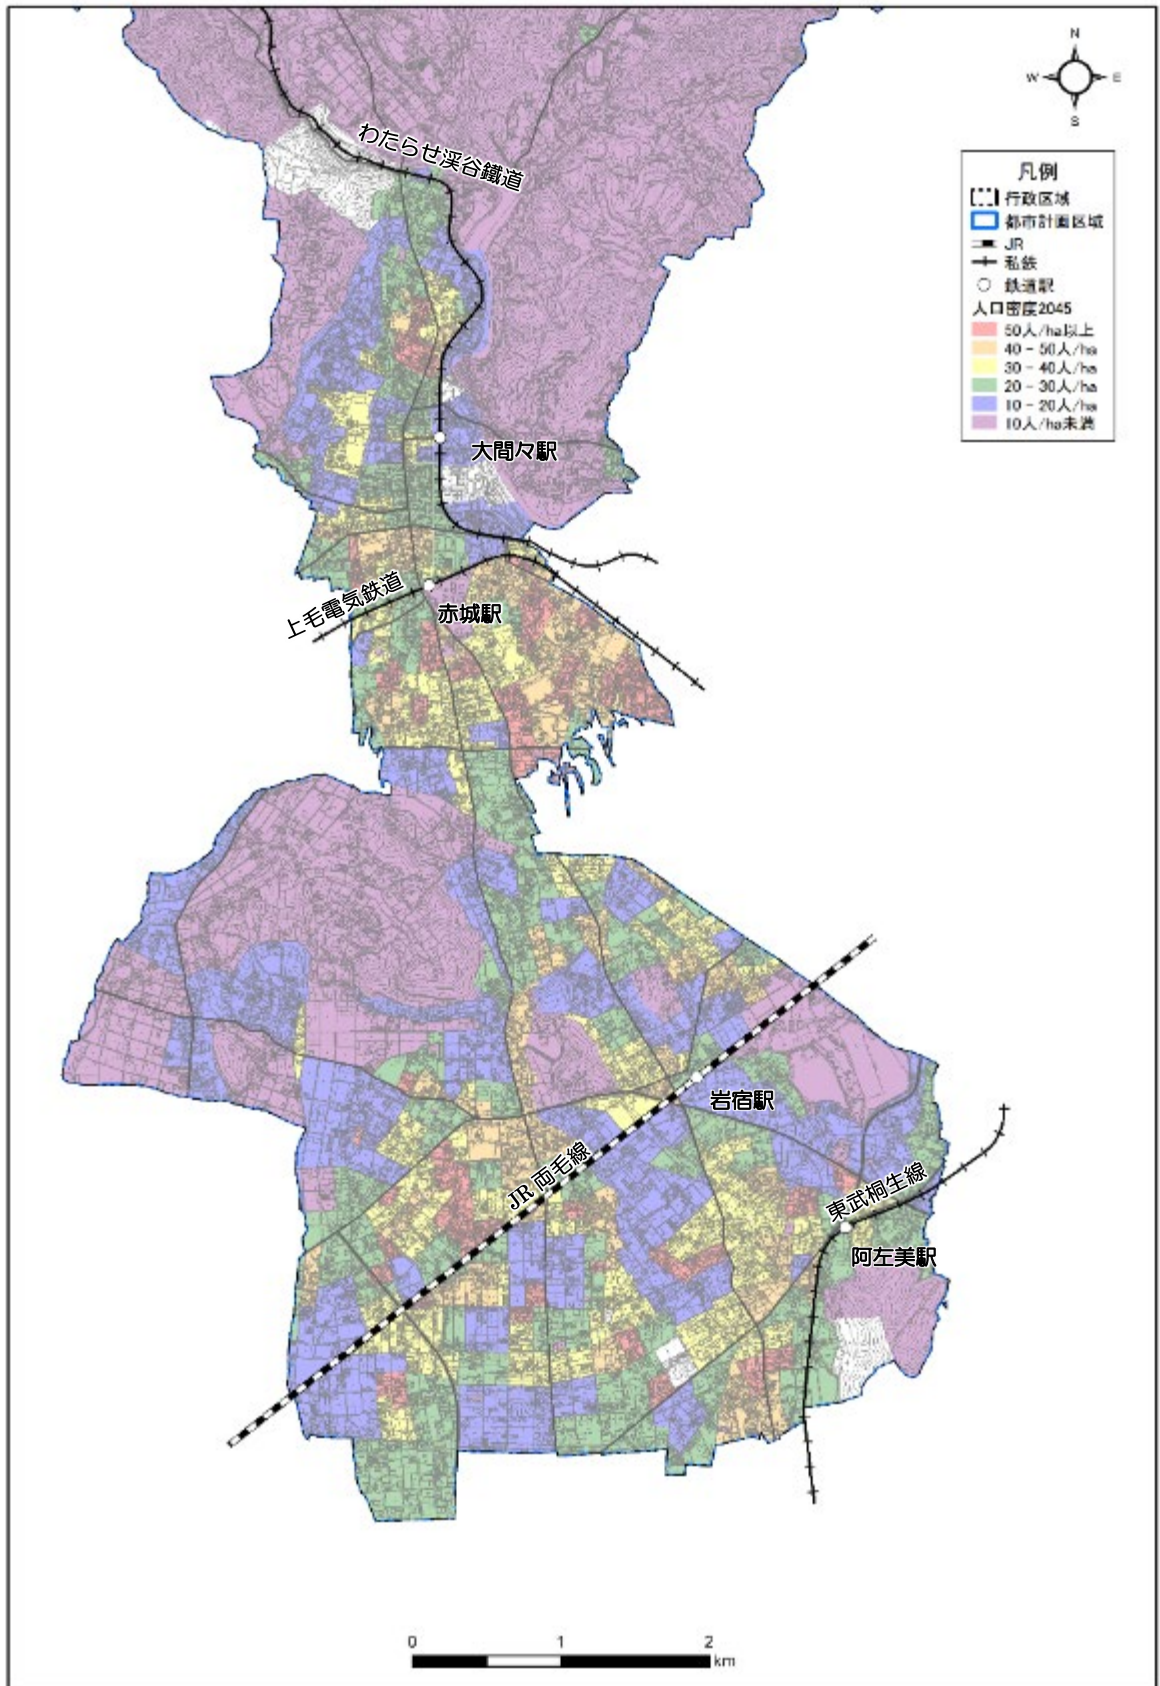 N
W
E
S
わたらせ渓谷鐵道
凡例
行政区域
都市計画区域
JR
私鉄
鉄道駅
人口密度2045
50人/ha以上
40-50人/ha
30-40人/ha
20-30人/ha
10-20人/ha
10人/ha未満
大間々駅
上毛電気鉄道
赤城駅
岩宿駅
JR両毛線
東武桐生線
阿左美駅
0 1 2
km